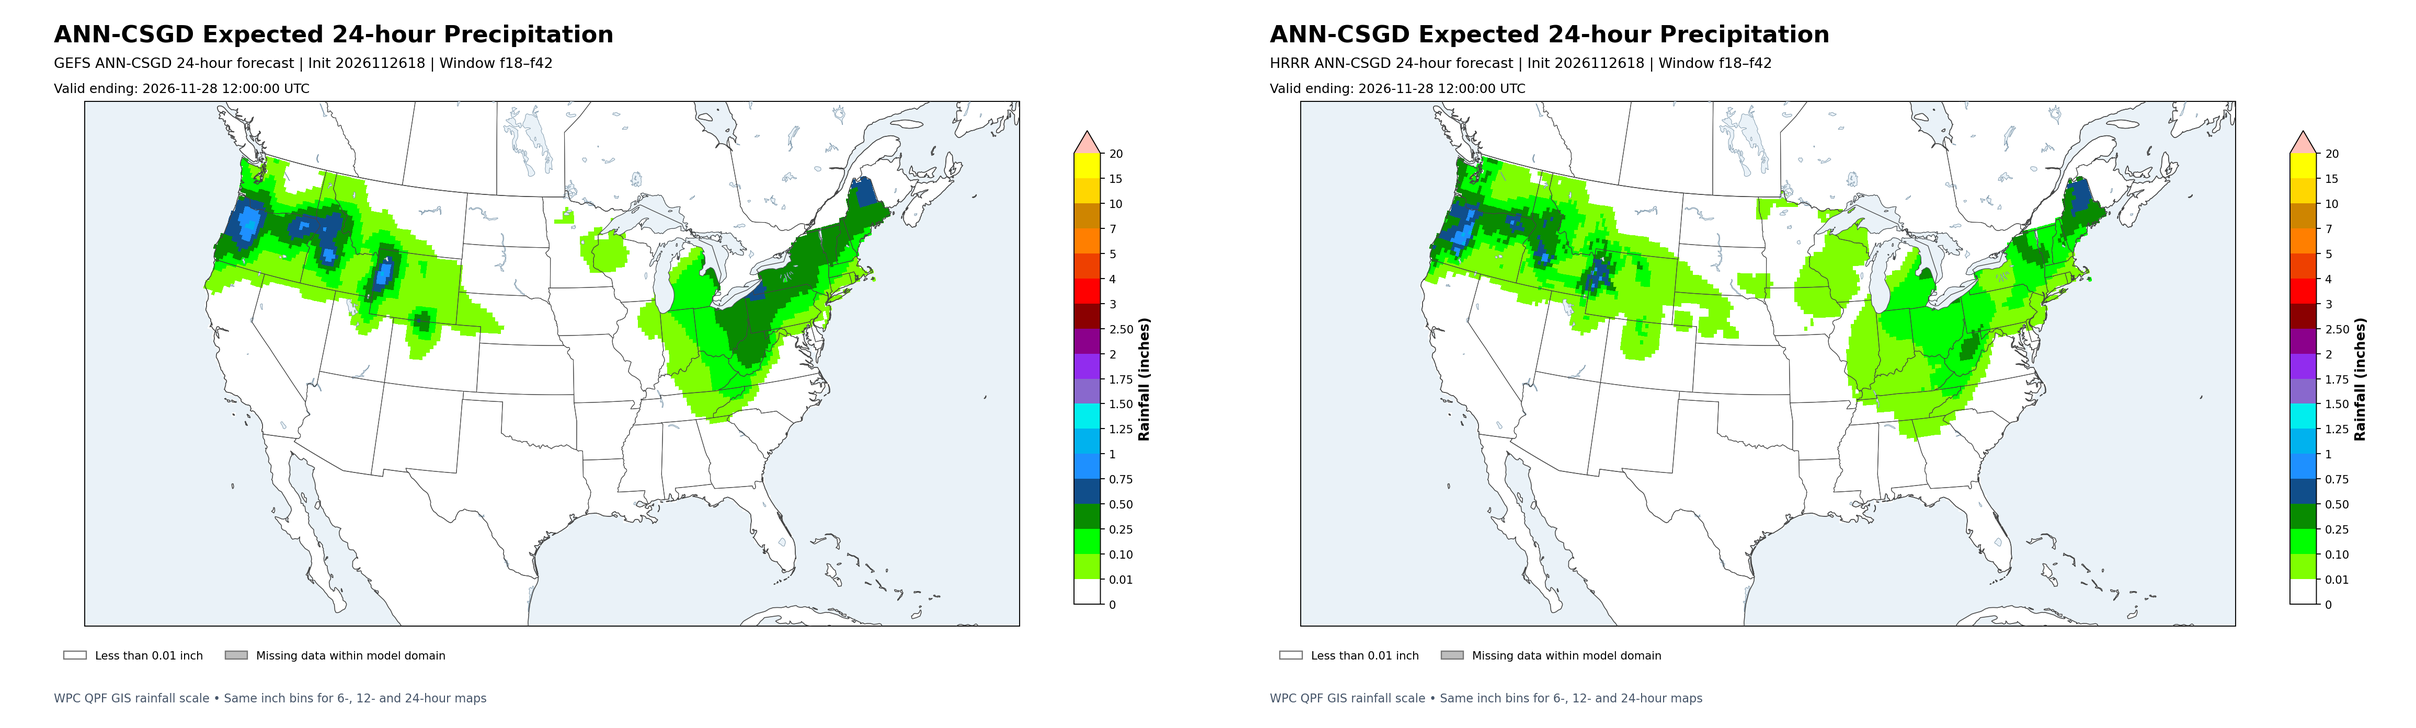 ANN-CSGD Expected 24-hour Precipitation
GEFS ANN-CSGD 24-hour forecast | Init 2026112618 | Window f18–f42
Valid ending: 2026-11-28 12:00:00 UTC
20
15
10
7
5
4
3
2.50
2
1.75
1.50
1.25
1
0.75
0.50
0.25
0.10
0.01
0
Rainfall (inches)
Less than 0.01 inch
Missing data within model domain
WPC QPF GIS rainfall scale • Same inch bins for 6-, 12- and 24-hour maps
ANN-CSGD Expected 24-hour Precipitation
HRRR ANN-CSGD 24-hour forecast | Init 2026112618 | Window f18–f42
Valid ending: 2026-11-28 12:00:00 UTC
20
15
10
7
5
4
3
2.50
2
1.75
1.50
1.25
1
0.75
0.50
0.25
0.10
0.01
0
Rainfall (inches)
Less than 0.01 inch
Missing data within model domain
WPC QPF GIS rainfall scale • Same inch bins for 6-, 12- and 24-hour maps